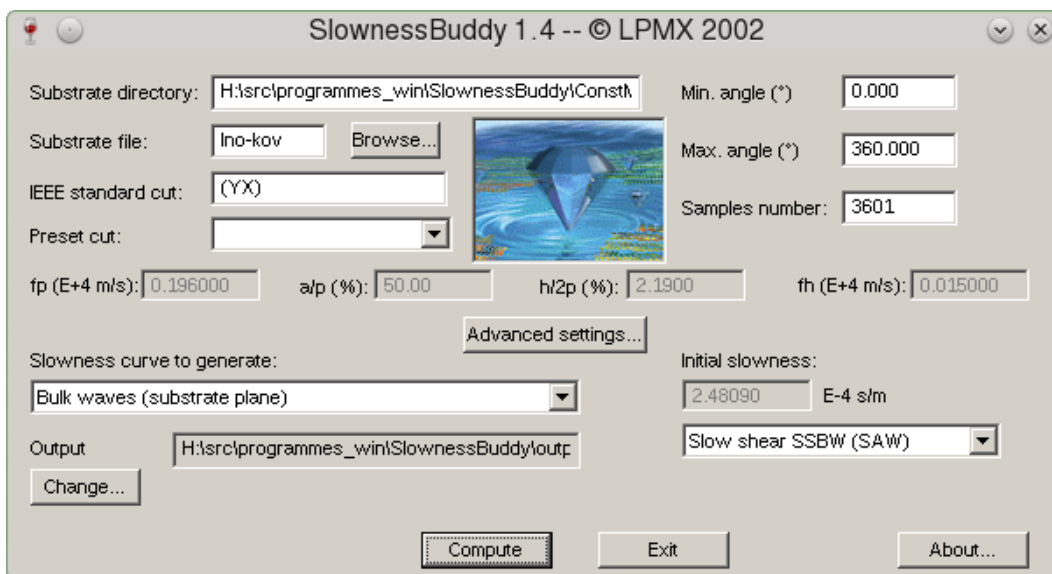 SlownessBuddy 1.4 -- © LPMX 2002
Substrate directory: H:\src\programmes_win\SlownessBuddy\Const Min. angle (°) 0.000
Substrate file: lno-kov Browse... Max. angle (°) 360.000
IEEE standard cut: (YX) Samples number: 3601
Preset cut:
fp (E+4 m/s): 0.196000 a/p (%): 50.00 h/2p (%): 2.1900 fh (E+4 m/s): 0.015000
Advanced settings...
Slowness curve to generate: Initial slowness:
Bulk waves (substrate plane) 2.48090 E-4 s/m
Output H:\src\programmes_win\SlownessBuddy\outp Slow shear SSBW (SAW)
Change...
Compute Exit About...